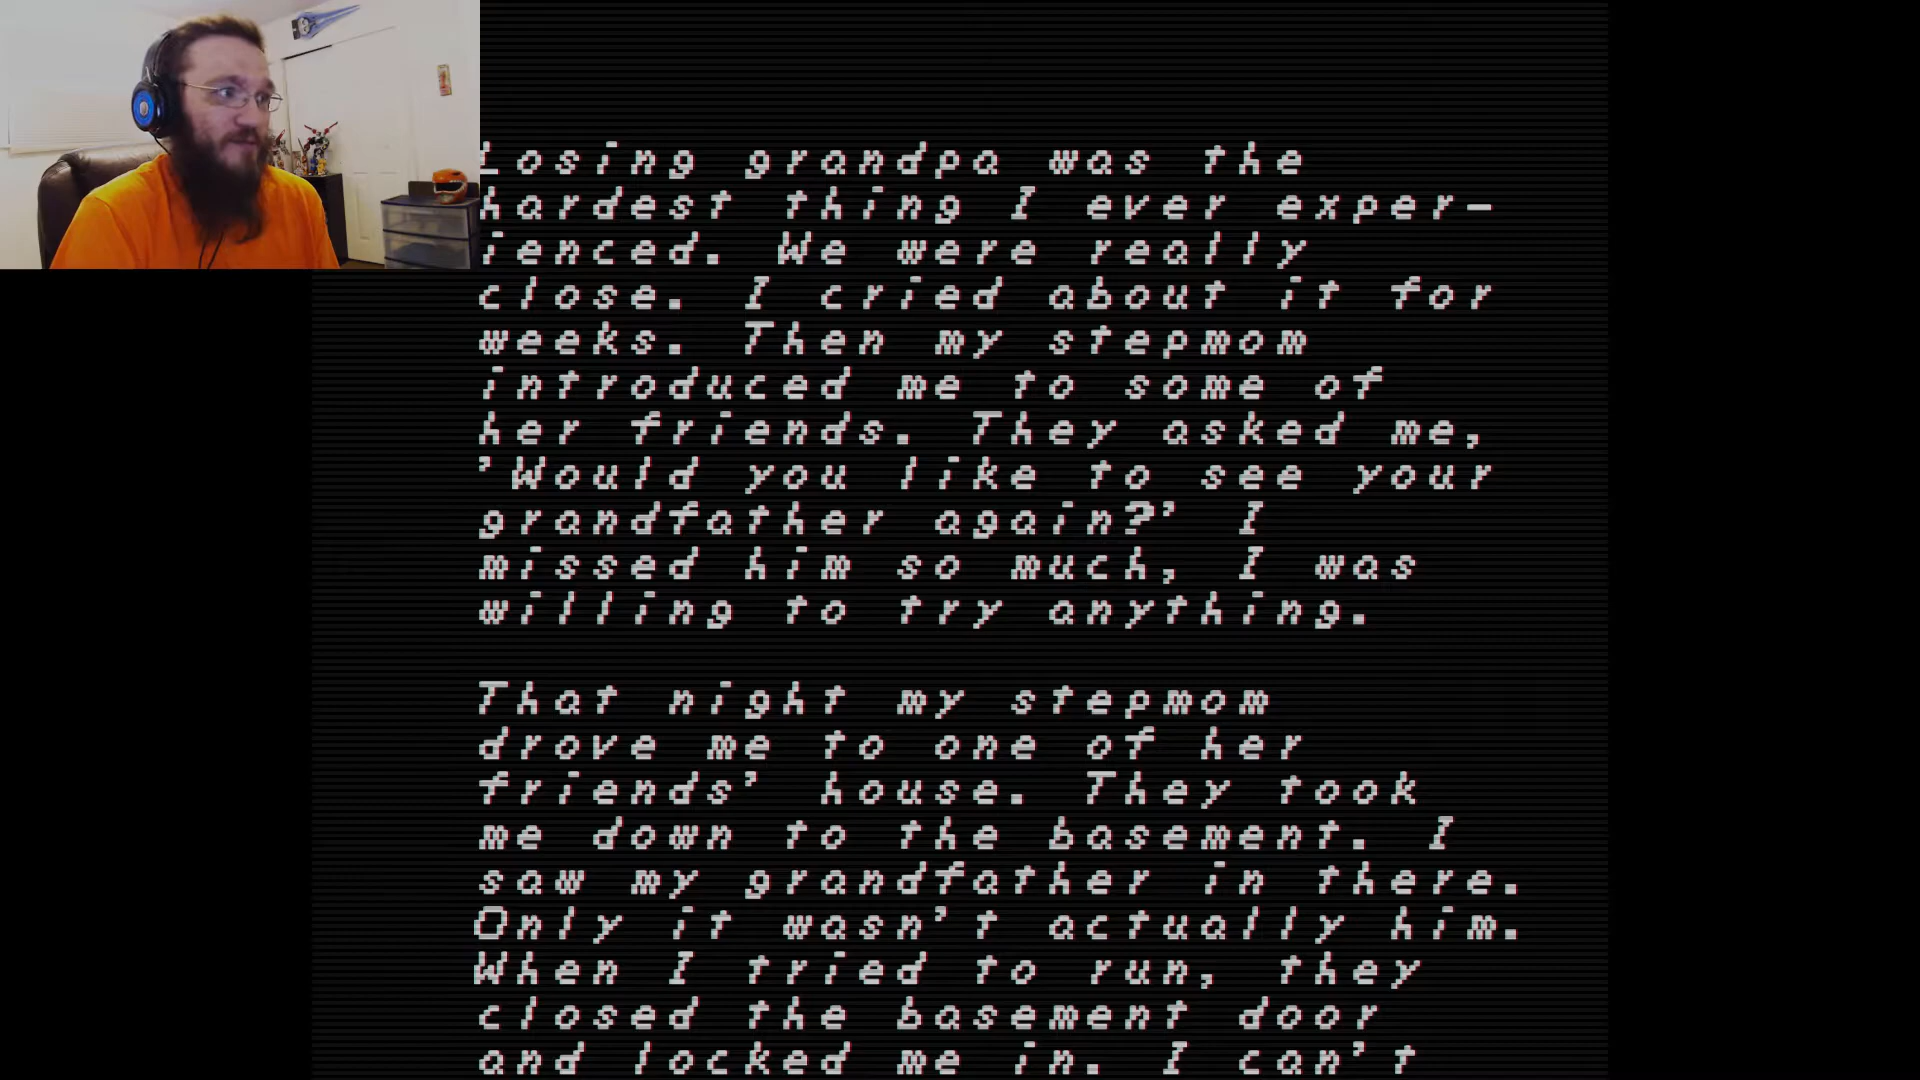 Losing grandpa was the
hardest thing I ever exper-
ienced. We were really
close. I cried about it for
weeks. Then my stepmom
introduced me to some of
her friends. They asked me,
'Would you like to see your
grandfather again?' I
missed him so much, I was
willing to try anything.
That night my stepmom
drove me to one of her
friends' house. They took
me down to the basement. I
saw my grandfather in there.
Only it wasn't actually him.
When I tried to run, they
closed the basement door
and locked me in. I can't